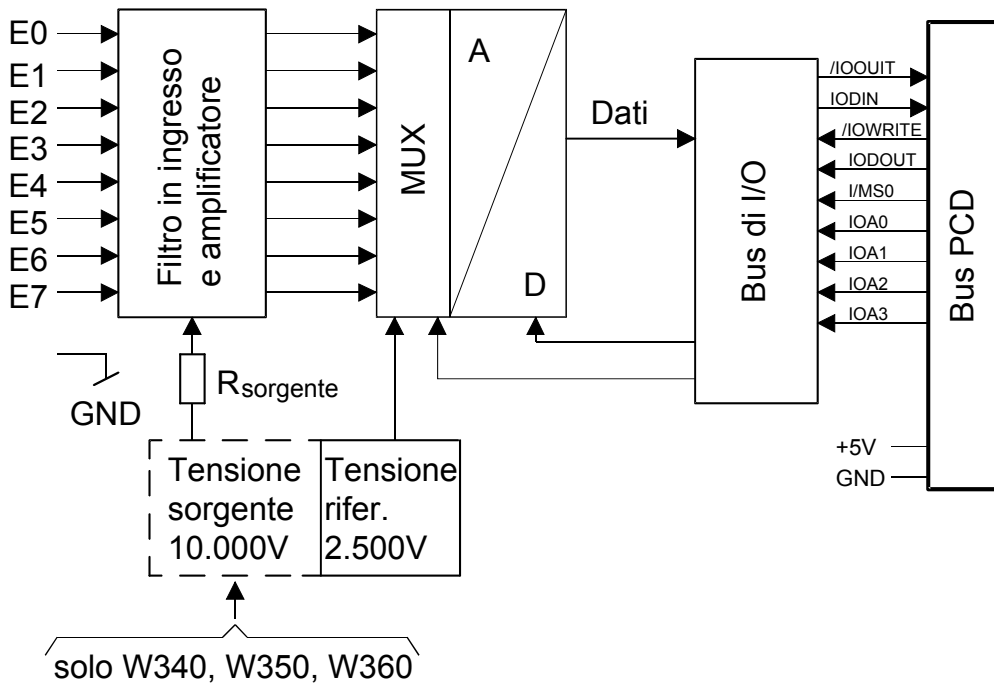 E0
E1
E2
E3
E4
E5
E6
E7
GND
Filtro in ingresso
e amplificatore
MUX
A
D
Dati
Bus di I/O
/IOOUIT
IODIN
/IOWRITE
IODOUT
I/MS0
IOA0
IOA1
IOA2
IOA3
+5V
GND
Bus PCD
Rsorgente
Tensione
sorgente
10.000V
Tensione
rifer.
2.500V
solo W340, W350, W360